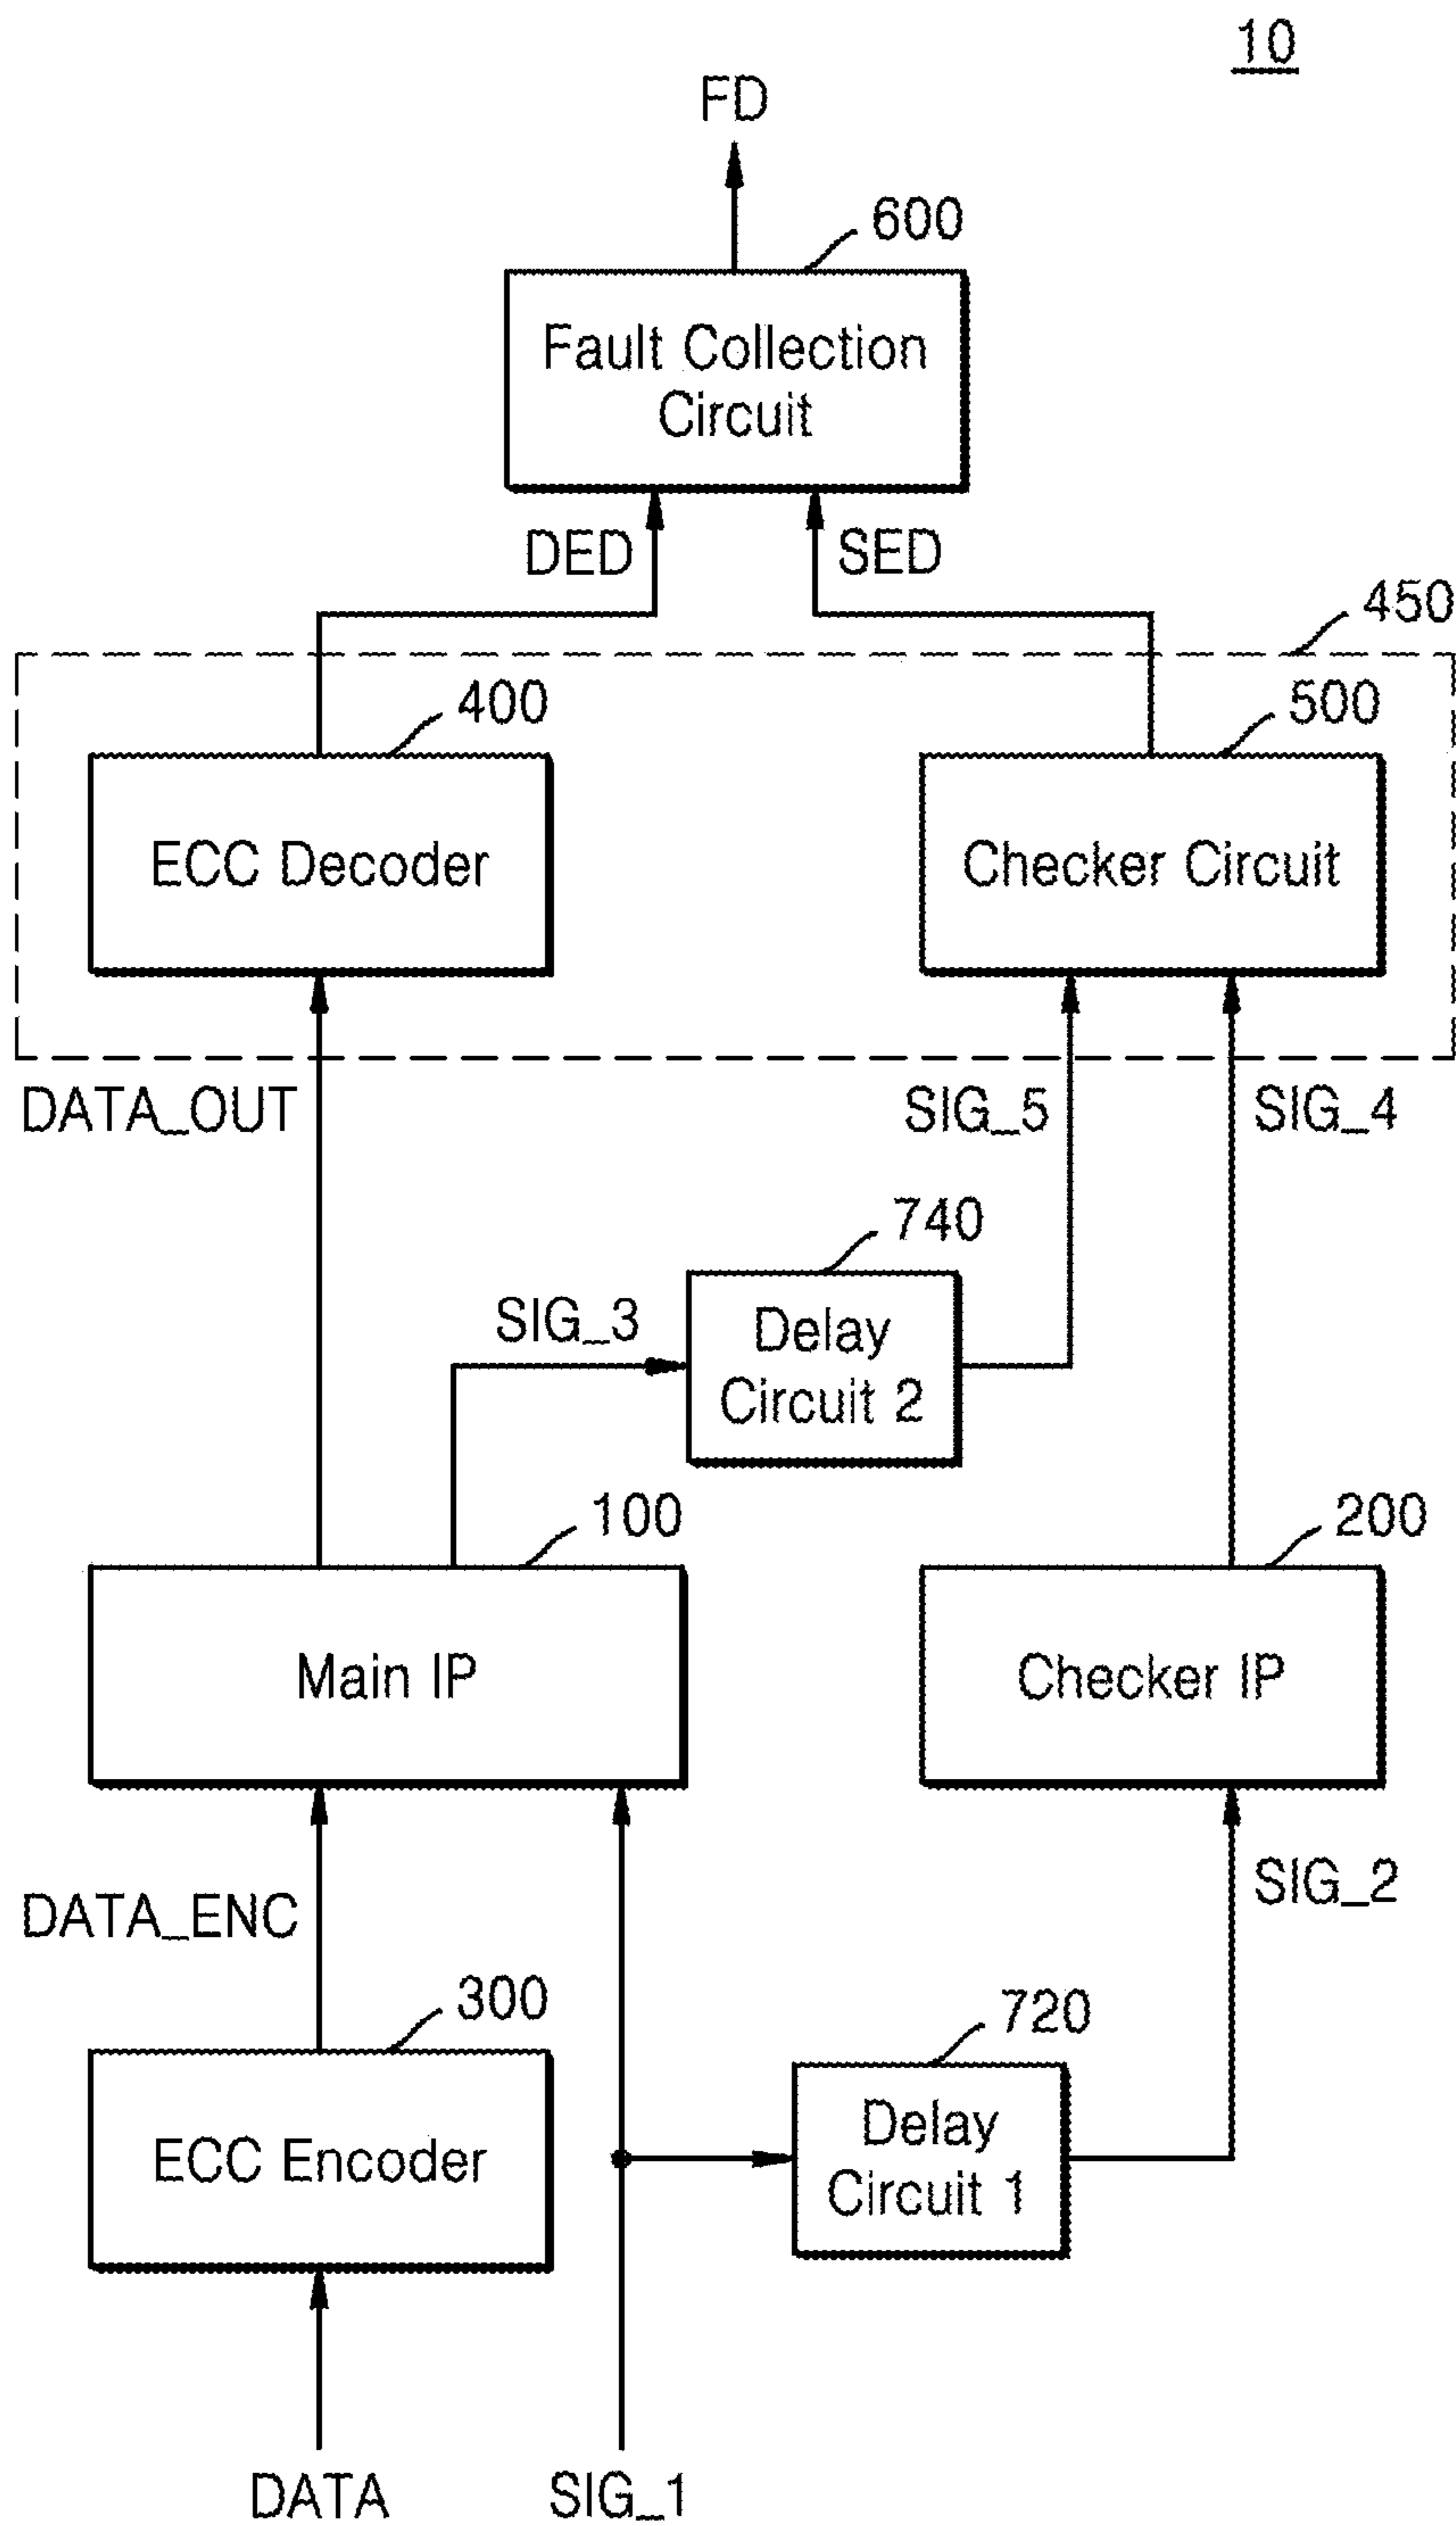 10
FD
600
Fault Collection
Circuit
DED
SED
450
400
500
ECC Decoder
Checker Circuit
DATA_OUT
SIG_5
SIG_4
740
SIG_3
Delay
Circuit 2
100
200
Main IP
Checker IP
DATA_ENC
SIG_2
300
720
ECC Encoder
Delay
Circuit 1
DATA
SIG_1